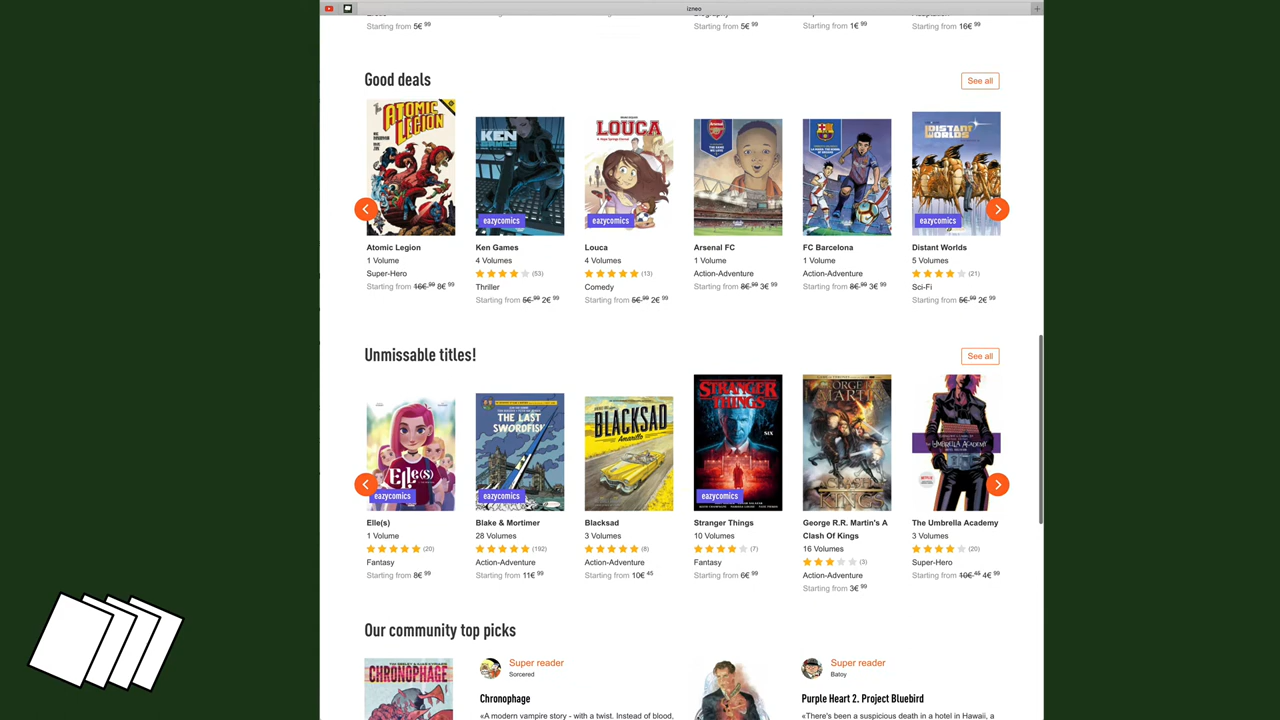 izneo
Starting from 5€ 99
Starting from 5€ 99
Starting from 1€ 99
Starting from 16€ 99
Good deals
See all
The
ATOMIC
LEGION
KEN
GAMES
eazycomics
LOUCA
eazycomics
Arsenal
FCB
DISTANT
WORLDS
eazycomics
Atomic Legion
1 Volume
Super-Hero
Starting from 16€ 99 8€ 99
Ken Games
4 Volumes
(53)
Thriller
Starting from 5€ 99 2€ 99
Louca
4 Volumes
(13)
Comedy
Starting from 5€ 99 2€ 99
Arsenal FC
1 Volume
Action-Adventure
Starting from 8€ 99 3€ 99
FC Barcelona
1 Volume
Action-Adventure
Starting from 8€ 99 3€ 99
Distant Worlds
5 Volumes
(21)
Sci-Fi
Starting from 5€ 99 2€ 99
Unmissable titles!
See all
Elle(s)
eazycomics
THE LAST
SWORDFISH
eazycomics
BLACKSAD
Amarillo
STRANGER
THINGS
SIX
eazycomics
GEORGE R.R.
MARTIN'S
A
CLASH OF
KINGS
THE UMBRELLA ACADEMY
Elle(s)
1 Volume
(20)
Fantasy
Starting from 8€ 99
Blake & Mortimer
28 Volumes
(192)
Action-Adventure
Starting from 11€ 99
Blacksad
3 Volumes
(8)
Action-Adventure
Starting from 10€ 45
Stranger Things
10 Volumes
(7)
Fantasy
Starting from 6€ 99
George R.R. Martin's A
Clash Of Kings
16 Volumes
(3)
Action-Adventure
Starting from 3€ 99
The Umbrella Academy
3 Volumes
(20)
Super-Hero
Starting from 10€ 45 4€ 99
Our community top picks
CHRONOPHAGE
Super reader
Sorcered
Chronophage
«A modern vampire story - with a twist. Instead of blood,
Super reader
Batoy
Purple Heart 2. Project Bluebird
«There's been a suspicious death in a hotel in Hawaii, a